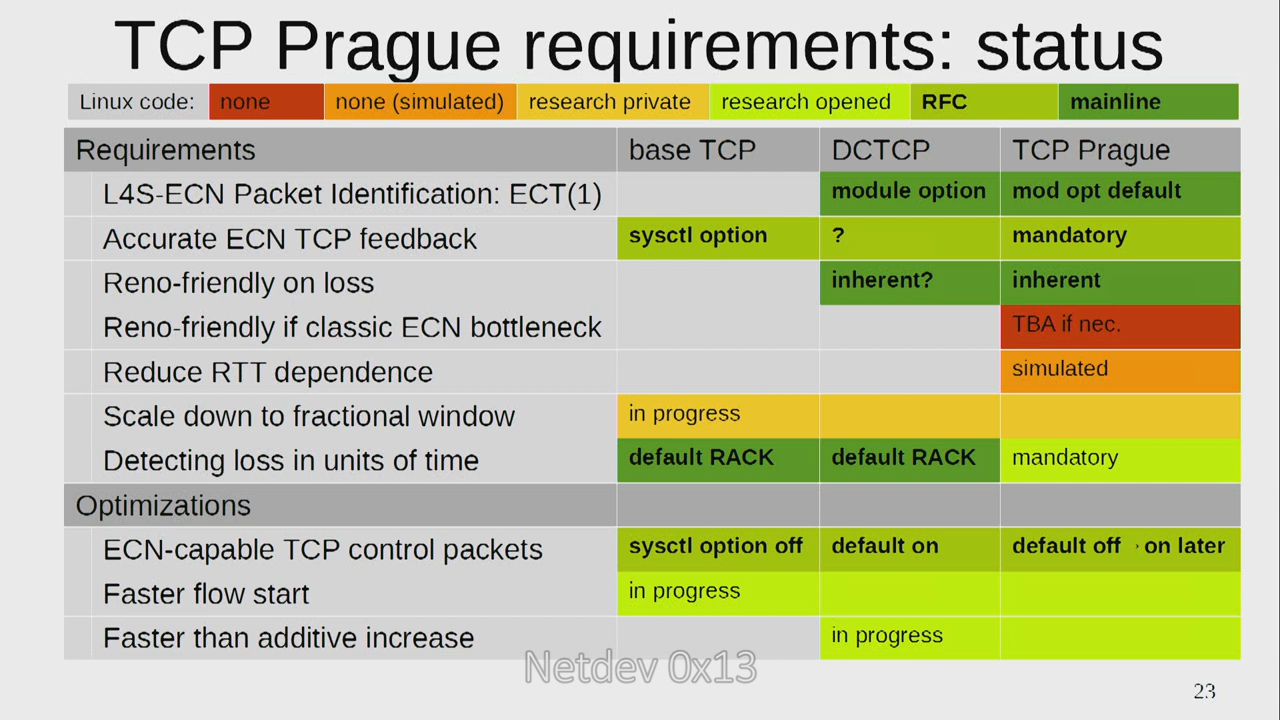 TCP Prague requirements: status
Linux code: none none (simulated) research private research opened RFC mainline
Requirements base TCP DCTCP TCP Prague
L4S-ECN Packet Identification: ECT(1) module option mod opt default
Accurate ECN TCP feedback sysctl option ? mandatory
Reno-friendly on loss inherent? inherent
Reno-friendly if classic ECN bottleneck TBA if nec.
Reduce RTT dependence simulated
Scale down to fractional window in progress
Detecting loss in units of time default RACK default RACK mandatory
Optimizations
ECN-capable TCP control packets sysctl option off default on default off → on later
Faster flow start in progress
Faster than additive increase in progress
Netdev 0x13
23